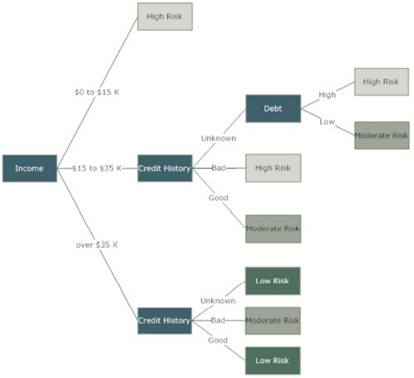 High Risk
$0 to $15 K
High Risk
High
Debt
Low
Moderate Risk
Unknown
Income
$15 to $35 K
Credit History
Bad
High Risk
Good
Moderate Risk
over $35 K
Low Risk
Unknown
Credit History
Bad
Moderate Risk
Good
Low Risk